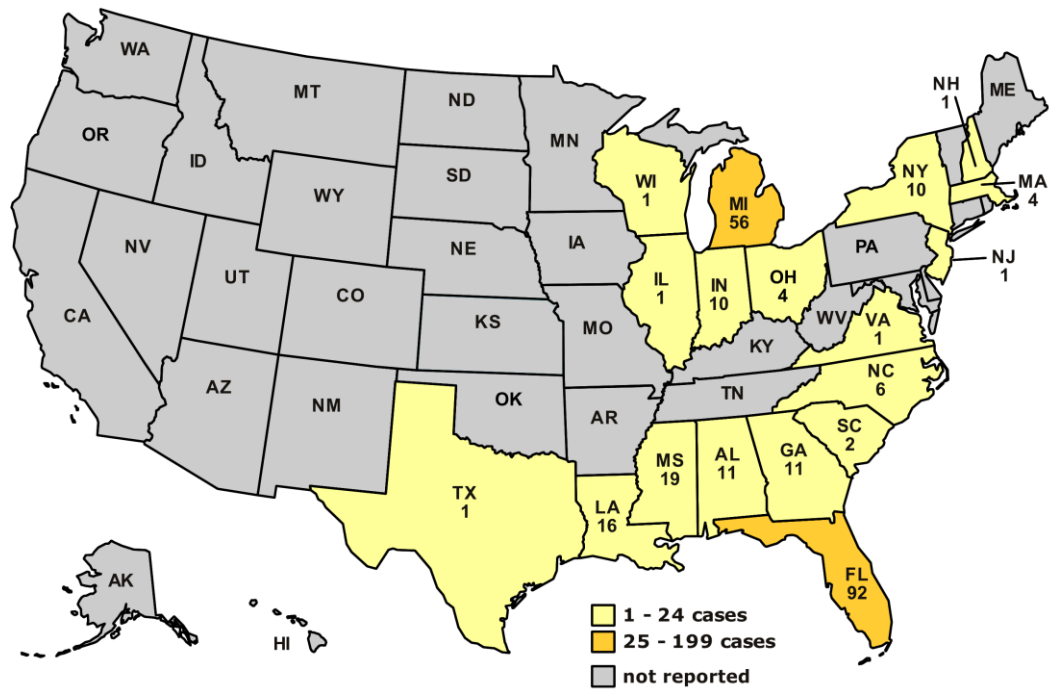 WA
MT
ND
MN
OR
ID
SD
WY
WI
1
MI
56
NY
10
NH
1
ME
MA
4
NJ
1
NV
UT
NE
IA
PA
CO
IL
1
IN
10
OH
4
CA
KS
MO
WV
VA
1
KY
NC
6
AZ
NM
OK
TN
AR
SC
2
MS
19
AL
11
GA
11
TX
1
LA
16
FL
92
AK
HI
1 - 24 cases
25 - 199 cases
not reported